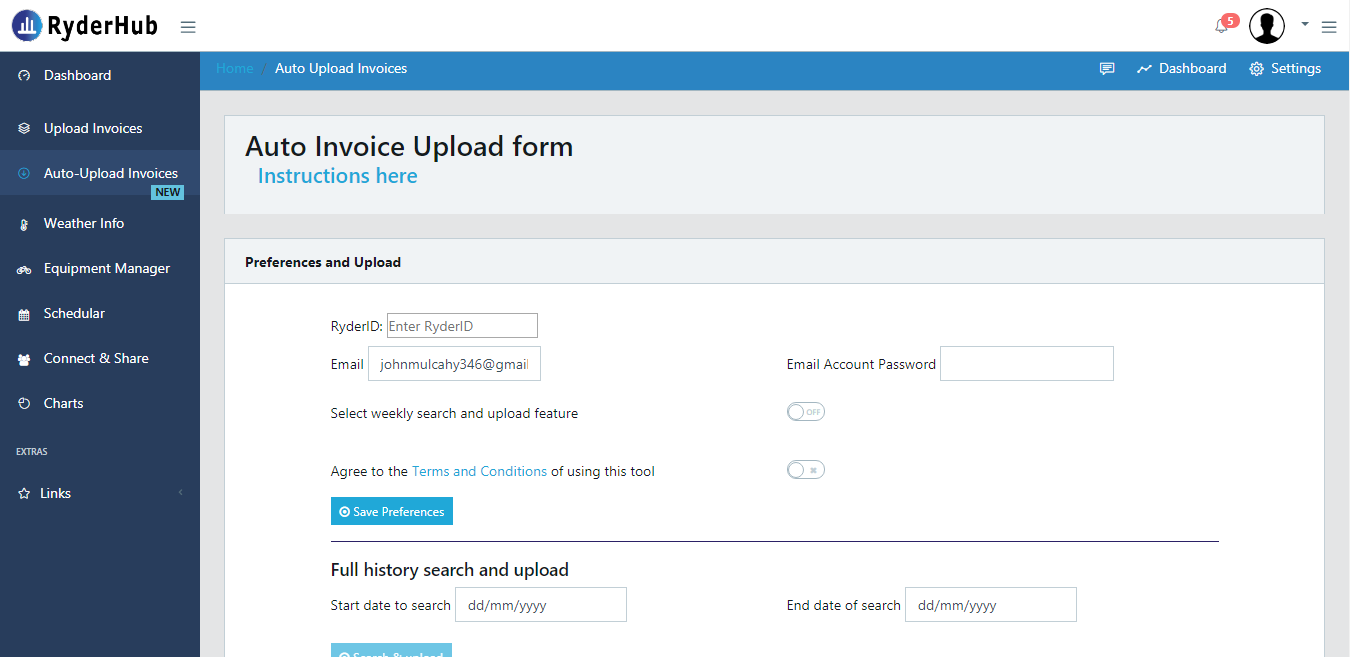 RyderHub
5
Dashboard
Upload Invoices
Auto-Upload Invoices
NEW
Weather Info
Equipment Manager
Schedular
Connect & Share
Charts
EXTRAS
Links
Home / Auto Upload Invoices
Dashboard
Settings
Auto Invoice Upload form
Instructions here
Preferences and Upload
RyderID: Enter RyderID
Email johnmulcahy346@gmail
Email Account Password
Select weekly search and upload feature
OFF
Agree to the Terms and Conditions of using this tool
Save Preferences
Full history search and upload
Start date to search dd/mm/yyyy
End date of search dd/mm/yyyy
Search & upload